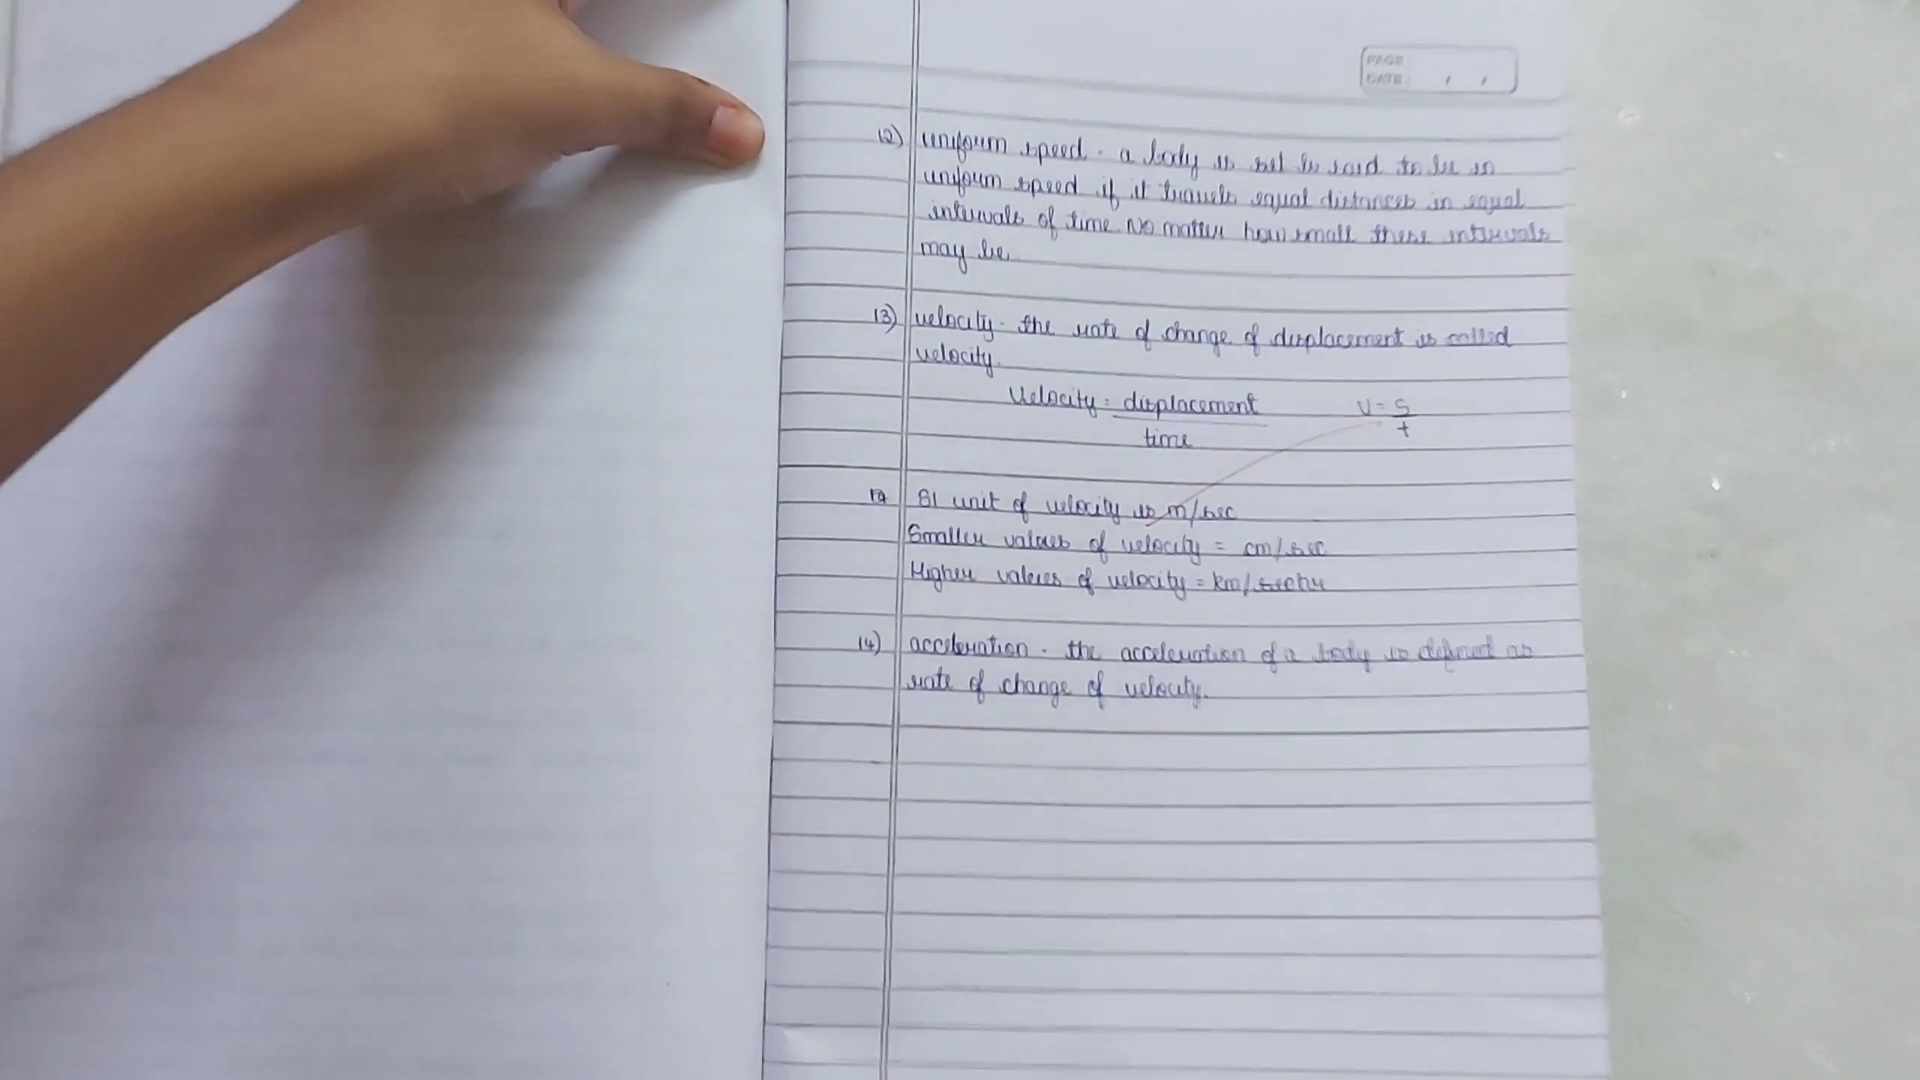 PAGE:
DATE: / /
12) uniform speed - a body is said to be in
uniform speed if it travels equal distances in equal
intervals of time. No matter how small these intervals
may be
13) velocity - the rate of change of displacement is called
velocity.
Velocity = displacement V = S
time t
SI unit of velocity is m/sec
Smaller values of velocity = cm/sec
Higher values of velocity = km/ hr
14) acceleration - the acceleration of a body is defined as
rate of change of velocity.